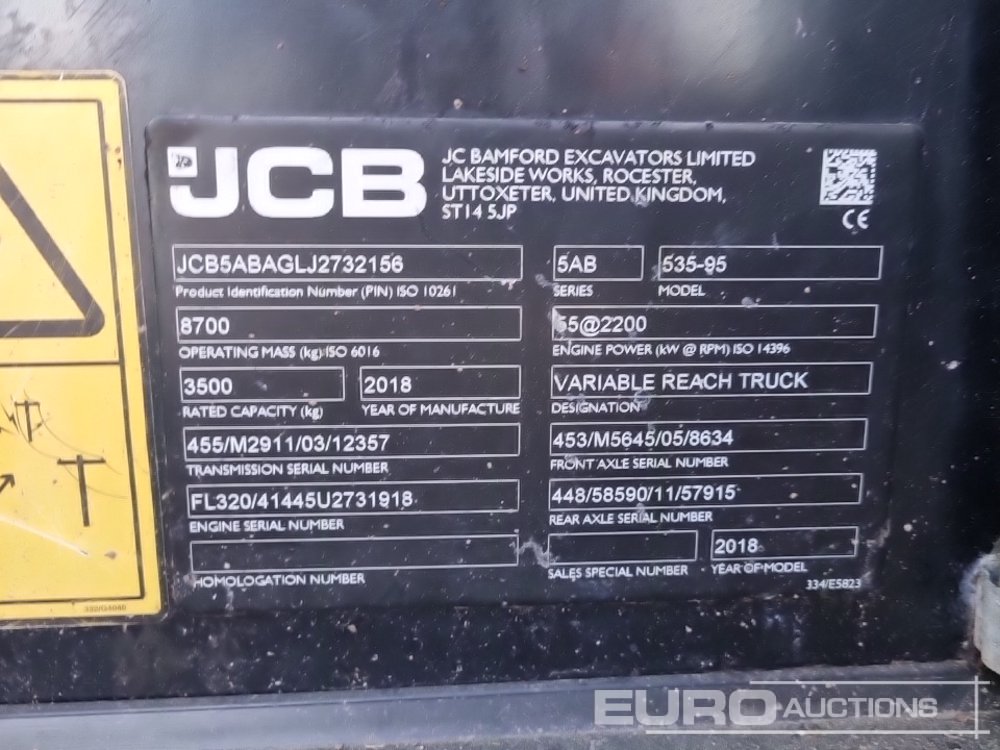 JCB
JC BAMFORD EXCAVATORS LIMITED
LAKESIDE WORKS, ROCESTER,
UTTOXETER, UNITED KINGDOM,
ST14 5JP
CE
JCB5ABAGLJ2732156
Product Identification Number (PIN) ISO 10261
5AB
SERIES
535-95
MODEL
8700
OPERATING MASS (kg) ISO 6016
55@2200
ENGINE POWER (kW @ RPM) ISO 14396
3500
RATED CAPACITY (kg)
2018
YEAR OF MANUFACTURE
VARIABLE REACH TRUCK
DESIGNATION
455/M2911/03/12357
TRANSMISSION SERIAL NUMBER
453/M5645/05/8634
FRONT AXLE SERIAL NUMBER
FL320/41445U2731918
ENGINE SERIAL NUMBER
448/58590/11/57915
REAR AXLE SERIAL NUMBER
HOMOLOGATION NUMBER
SALES SPECIAL NUMBER
2018
YEAR OF MODEL
334/E5823
EURO AUCTIONS